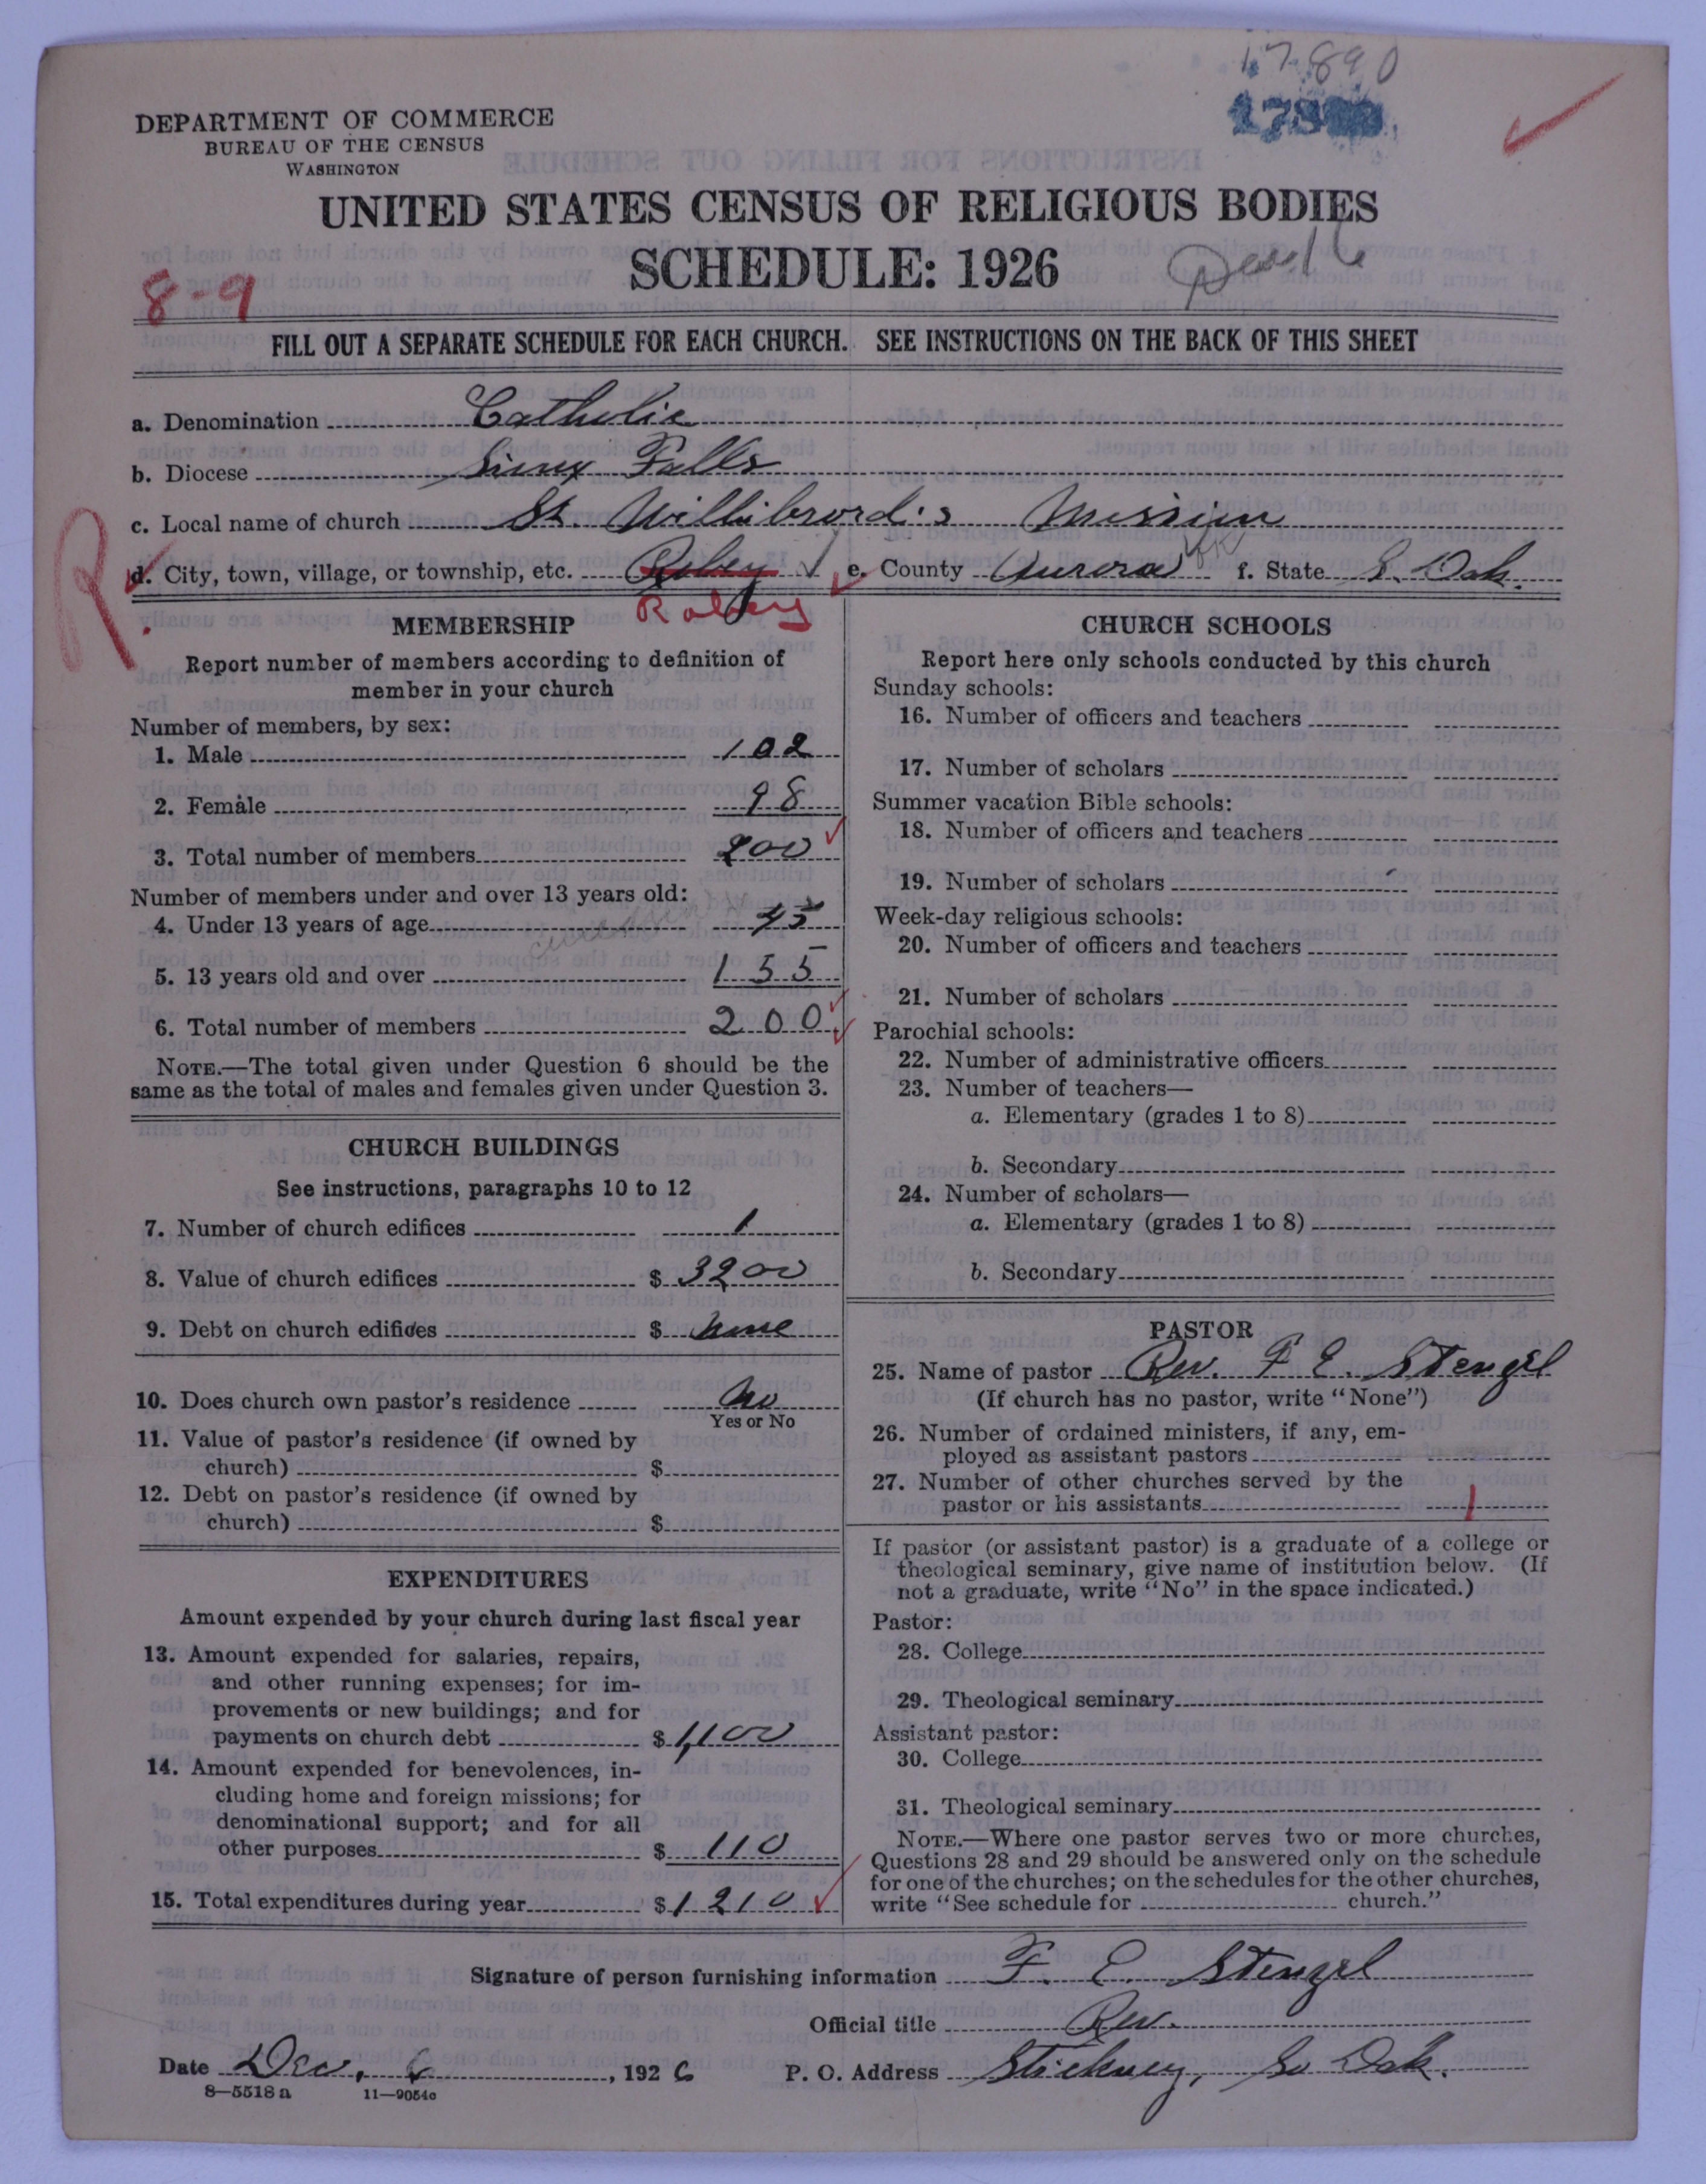 17890
DEPARTMENT OF COMMERCE
BUREAU OF THE CENSUS
WASHINGTON
UNITED STATES CENSUS OF RELIGIOUS BODIES
SCHEDULE: 1926
8-9
FILL OUT A SEPARATE SCHEDULE FOR EACH CHURCH. SEE INSTRUCTIONS ON THE BACK OF THIS SHEET
a. Denomination Catholic
b. Diocese Sioux Falls
c. Local name of church St. Willibrord's Mission
R
d. City, town, village, or township, etc. e. County Aurora f. State S. Dak.
MEMBERSHIP
Report number of members according to definition of
member in your church
Number of members, by sex:
1. Male 102
2. Female 98
3. Total number of members 200
Number of members under and over 13 years old:
4. Under 13 years of age 45
5. 13 years old and over 155
6. Total number of members 200
NOTE.—The total given under Question 6 should be the
same as the total of males and females given under Question 3.
CHURCH BUILDINGS
See instructions, paragraphs 10 to 12
7. Number of church edifices 1
8. Value of church edifices $ 3200
9. Debt on church edifices $ None
10. Does church own pastor's residence No
Yes or No
11. Value of pastor's residence (if owned by
church) $
12. Debt on pastor's residence (if owned by
church) $
EXPENDITURES
Amount expended by your church during last fiscal year
13. Amount expended for salaries, repairs,
and other running expenses; for im-
provements or new buildings; and for
payments on church debt $ 1,100
14. Amount expended for benevolences, in-
cluding home and foreign missions; for
denominational support; and for all
other purposes $ 110
15. Total expenditures during year $ 1210
CHURCH SCHOOLS
Report here only schools conducted by this church
Sunday schools:
16. Number of officers and teachers
17. Number of scholars
Summer vacation Bible schools:
18. Number of officers and teachers
19. Number of scholars
Week-day religious schools:
20. Number of officers and teachers
21. Number of scholars
Parochial schools:
22. Number of administrative officers
23. Number of teachers—
a. Elementary (grades 1 to 8)
b. Secondary
24. Number of scholars—
a. Elementary (grades 1 to 8)
b. Secondary
PASTOR
25. Name of pastor Rev. F. E. Stengel
(If church has no pastor, write "None")
26. Number of ordained ministers, if any, em-
ployed as assistant pastors
27. Number of other churches served by the
pastor or his assistants 1
If pastor (or assistant pastor) is a graduate of a college or
theological seminary, give name of institution below. (If
not a graduate, write "No" in the space indicated.)
Pastor:
28. College
29. Theological seminary
Assistant pastor:
30. College
31. Theological seminary
NOTE.—Where one pastor serves two or more churches,
Questions 28 and 29 should be answered only on the schedule
for one of the churches; on the schedules for the other churches,
write "See schedule for church."
Signature of person furnishing information F. E. Stengel
Official title Rev.
Date Dec. 6, 1926 P. O. Address Stickney, So Dak.
8—5518 a 11—9054c